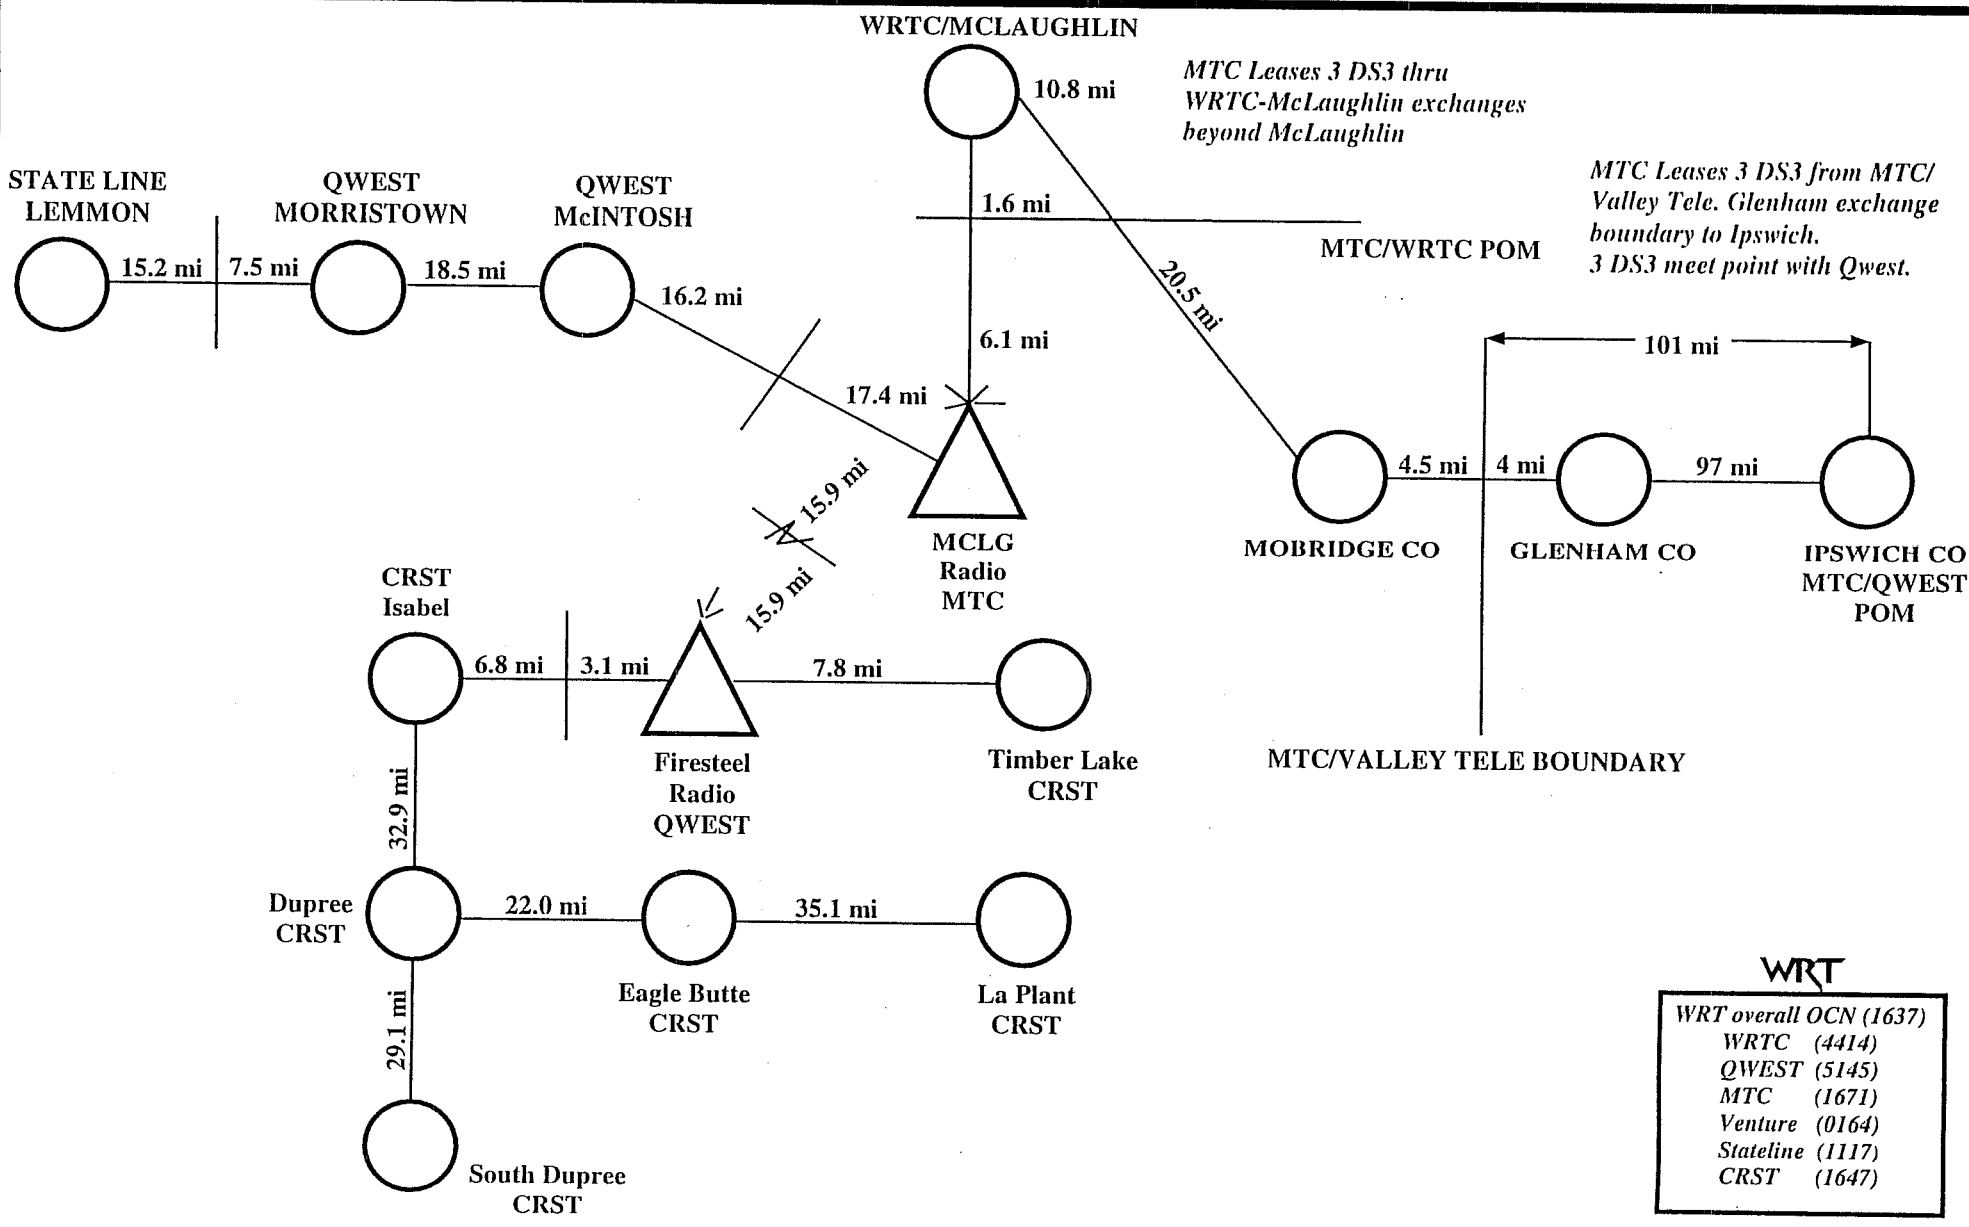 WRTC/MCLAUGHLIN
10.8 mi
MTC Leases 3 DS3 thru
WRTC-McLaughlin exchanges
beyond McLaughlin
MTC Leases 3 DS3 from MTC/
Valley Tele. Glenham exchange
boundary to Ipswich.
3 DS3 meet point with Qwest.
STATE LINE
LEMMON
QWEST
MORRISTOWN
QWEST
McINTOSH
1.6 mi
MTC/WRTC POM
15.2 mi
7.5 mi
18.5 mi
16.2 mi
20.5 mi
6.1 mi
101 mi
17.4 mi
4.5 mi
4 mi
97 mi
15.9 mi
15.9 mi
MCLG
Radio
MTC
MOBRIDGE CO
GLENHAM CO
IPSWICH CO
MTC/QWEST
POM
CRST
Isabel
6.8 mi
3.1 mi
7.8 mi
Firesteel
Radio
QWEST
Timber Lake
CRST
MTC/VALLEY TELE BOUNDARY
32.9 mi
Dupree
CRST
22.0 mi
35.1 mi
Eagle Butte
CRST
La Plant
CRST
29.1 mi
South Dupree
CRST
WRT
WRT overall OCN (1637)
WRTC (4414)
QWEST (5145)
MTC (1671)
Venture (0164)
Stateline (1117)
CRST (1647)